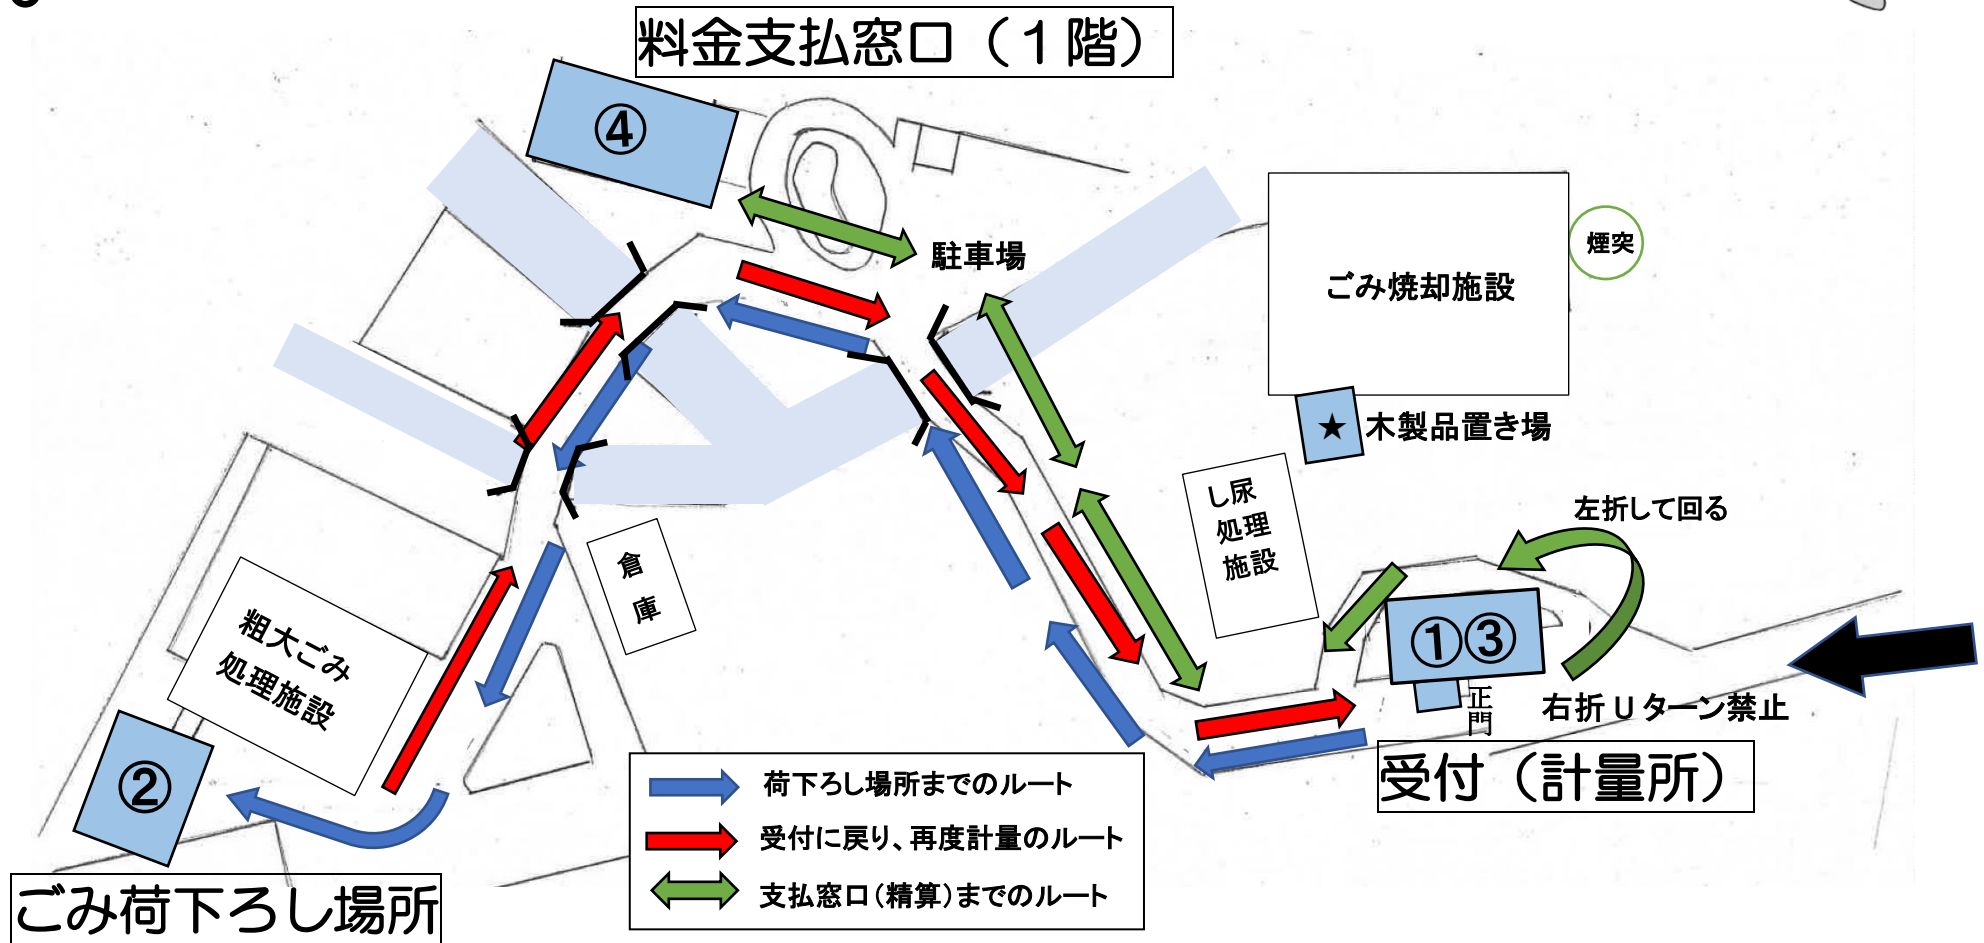 料金支払窓口（１階）
④
駐車場
ごみ焼却施設
煙突
★
木製品置き場
し尿
処理
施設
左折して回る
①③
正門
右折Ｕターン禁止
受付（計量所）
倉庫
粗大ごみ
処理施設
②
ごみ荷下ろし場所
荷下ろし場所までのルート
受付に戻り、再度計量のルート
支払窓口（精算）までのルート